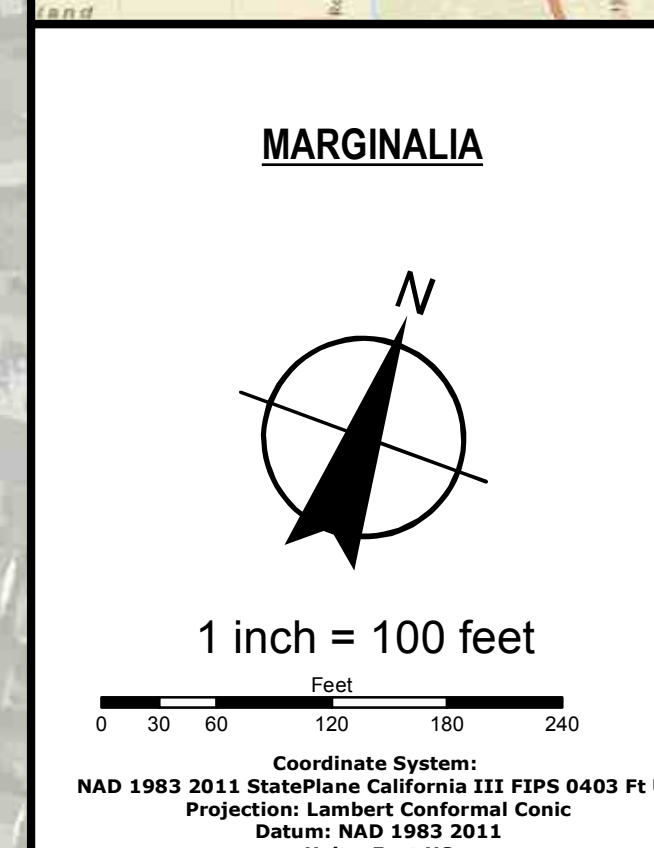 land
MARGINALIA
N
1 inch = 100 feet
Feet
0 30 60 120 180 240
Coordinate System:
NAD 1983 2011 StatePlane California III FIPS 0403 Ft
Projection: Lambert Conformal Conic
Datum: NAD 1983 2011